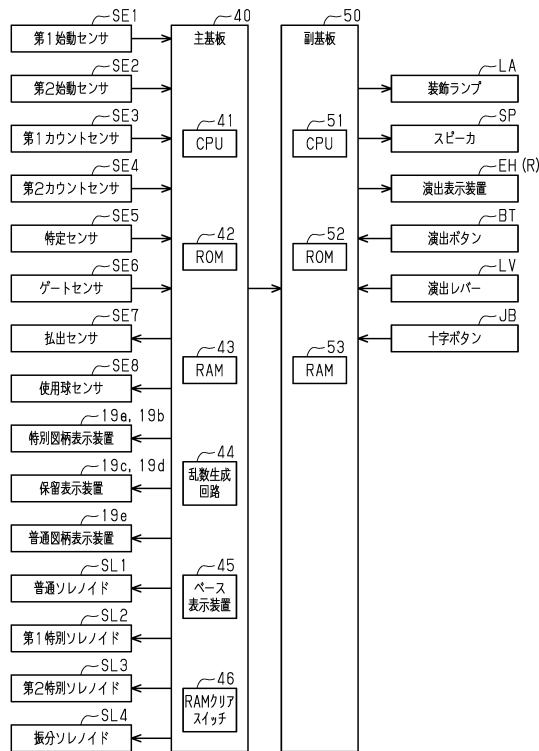 SE1
第1始動センサ
SE2
第2始動センサ
SE3
第1カウントセンサ
SE4
第2カウントセンサ
SE5
特定センサ
SE6
ゲートセンサ
SE7
払出センサ
SE8
使用球センサ
19a, 19b
特別図柄表示装置
19c, 19d
保留表示装置
19e
普通図柄表示装置
SL1
普通ソレノイド
SL2
第1特別ソレノイド
SL3
第2特別ソレノイド
SL4
振分ソレノイド
40
主基板
41
CPU
42
ROM
43
RAM
44
乱数生成
回路
45
ベース
表示装置
46
RAMクリア
スイッチ
50
副基板
51
CPU
52
ROM
53
RAM
LA
装飾ランプ
SP
スピーカ
EH(R)
演出表示装置
BT
演出ボタン
LV
演出レバー
JB
十字ボタン